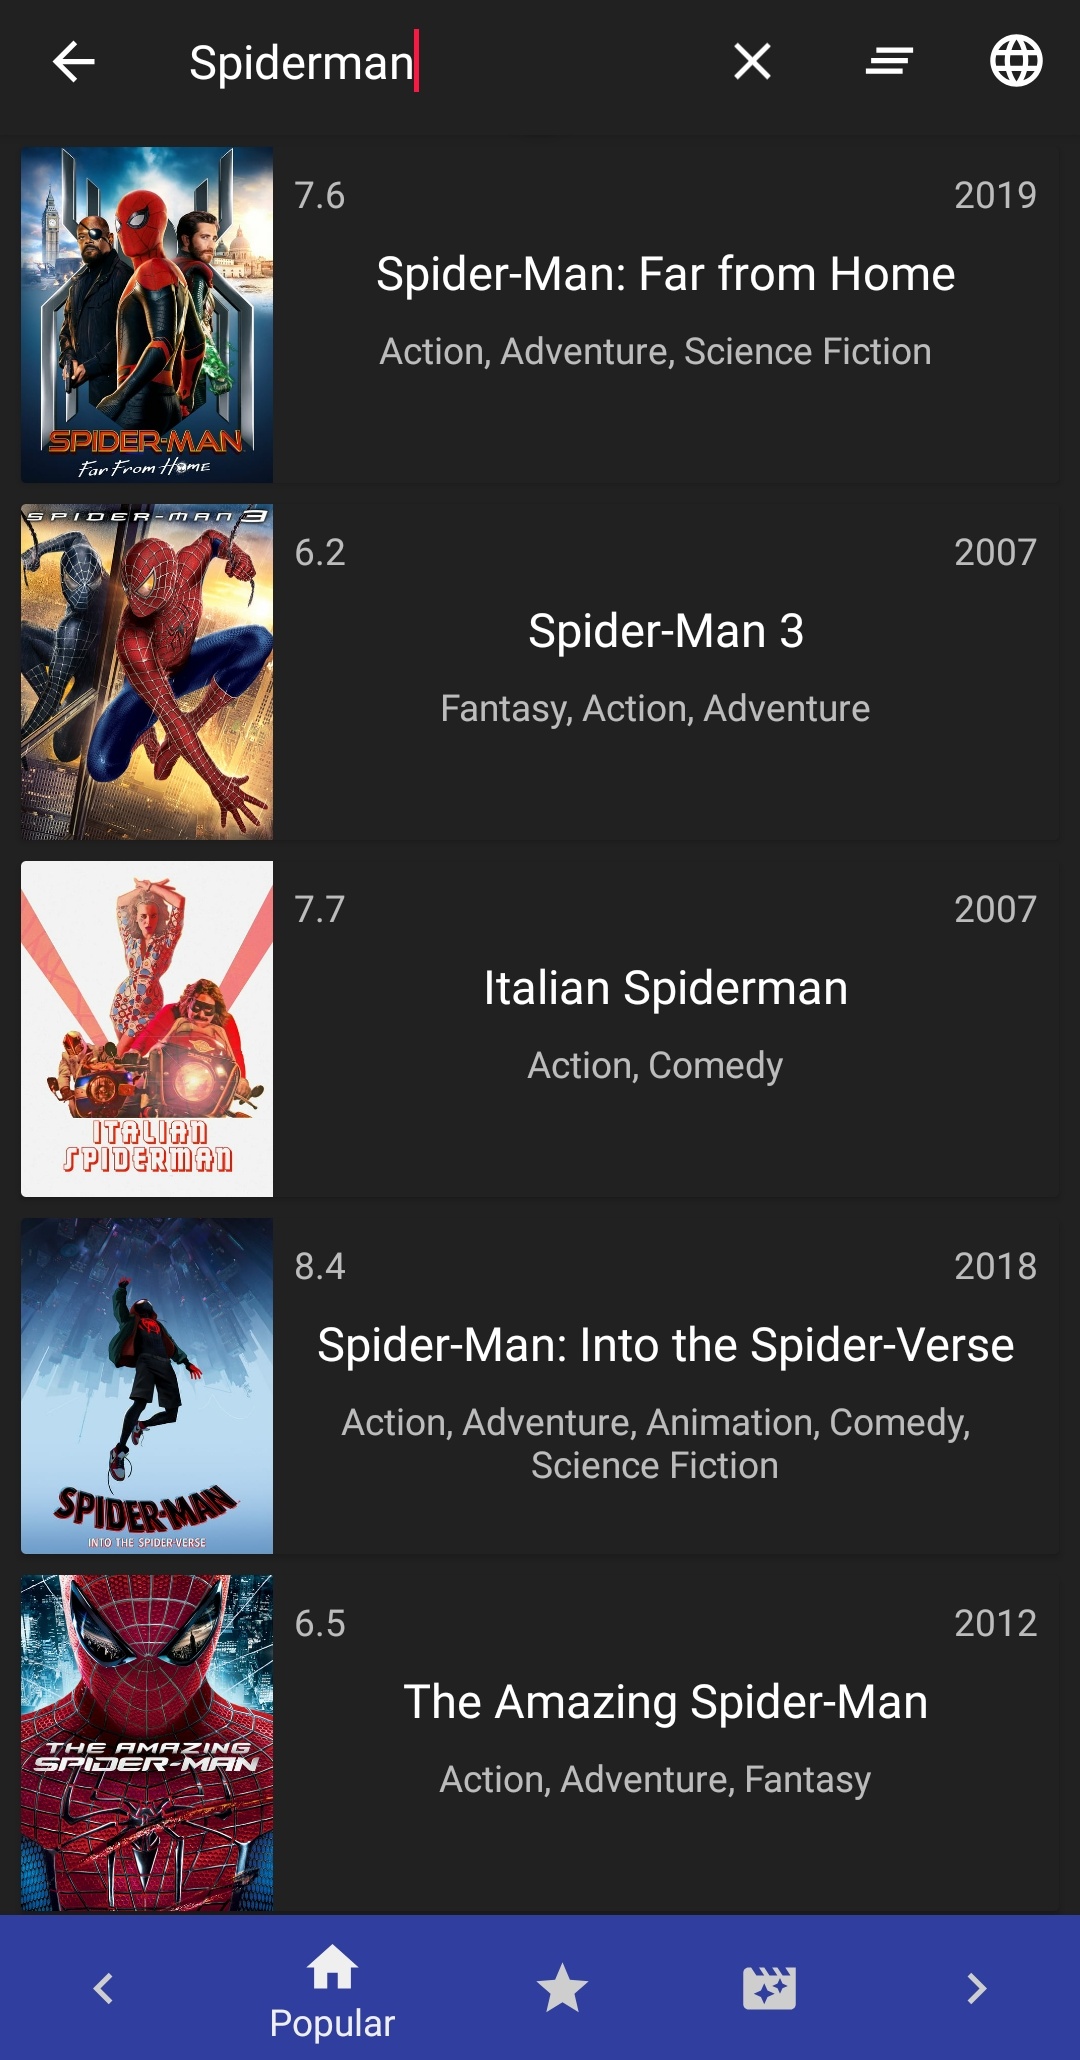 Spiderman
7.6
2019
Spider-Man: Far from Home
Action, Adventure, Science Fiction
SPIDER-MAN
Far From Home
SPIDER-MAN 3
6.2
2007
Spider-Man 3
Fantasy, Action, Adventure
7.7
2007
Italian Spiderman
Action, Comedy
ITALIAN
SPIDERMAN
8.4
2018
Spider-Man: Into the Spider-Verse
Action, Adventure, Animation, Comedy,
Science Fiction
SPIDER-MAN
INTO THE SPIDER-VERSE
6.5
2012
The Amazing Spider-Man
Action, Adventure, Fantasy
THE AMAZING
SPIDER-MAN
Popular